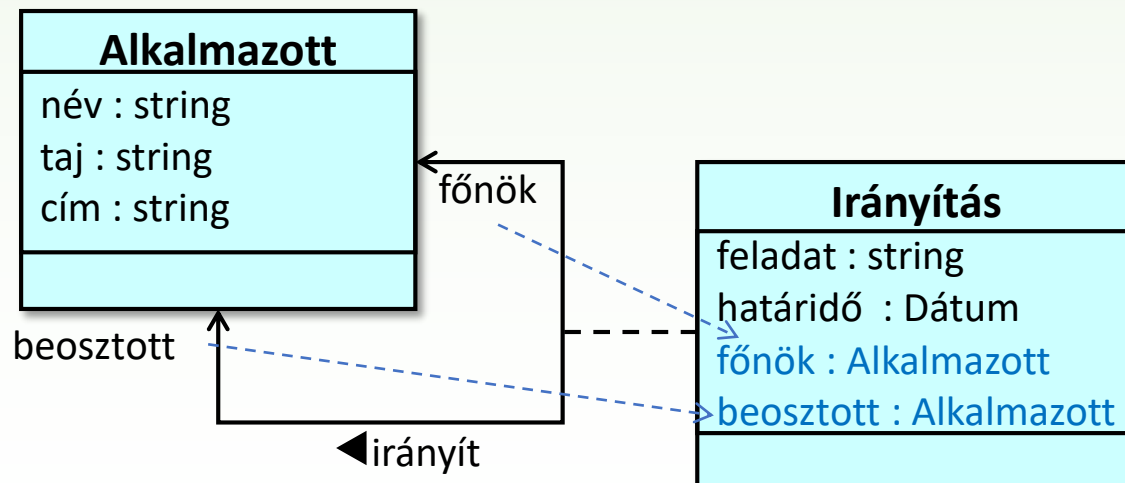 Alkalmazott
név : string
taj : string
cím : string
főnök
beosztott
◀irányít
Irányítás
feladat : string
határidő : Dátum
főnök : Alkalmazott
beosztott : Alkalmazott